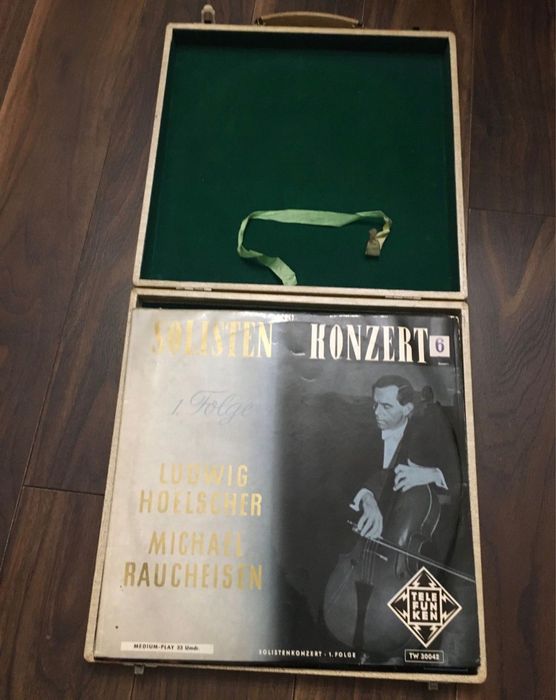 SOLISTEN KONZERT 6
1. Folge
LUDWIG
HOELSCHER
MICHAEL
RAUCHEISEN
TELE
FUN
KEN
MEDIUM-PLAY 33 Umdr.
SOLISTENKONZERT · 1. FOLGE
TW 30042